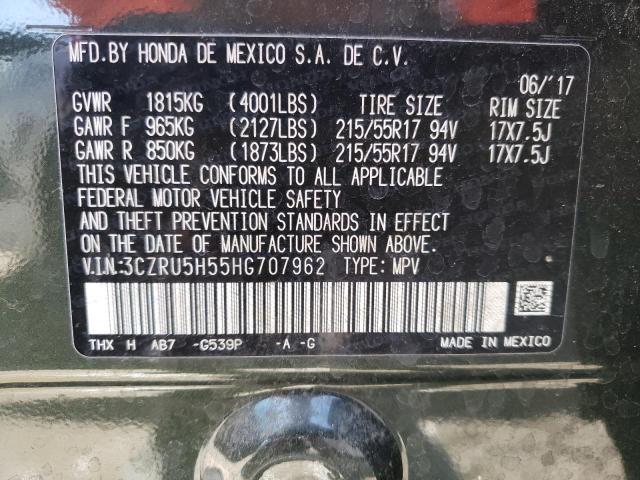 MFD.BY HONDA DE MEXICO S.A. DE C.V.
06/'17
GVWR 1815KG (4001LBS) TIRE SIZE RIM SIZE
GAWR F 965KG (2127LBS) 215/55R17 94V 17X7.5J
GAWR R 850KG (1873LBS) 215/55R17 94V 17X7.5J
THIS VEHICLE CONFORMS TO ALL APPLICABLE
FEDERAL MOTOR VEHICLE SAFETY
AND THEFT PREVENTION STANDARDS IN EFFECT
ON THE DATE OF MANUFACTURE SHOWN ABOVE.
V.I.N:3CZRU5H55HG707962 TYPE: MPV
THX H AB7 -G539P -A -G MADE IN MEXICO